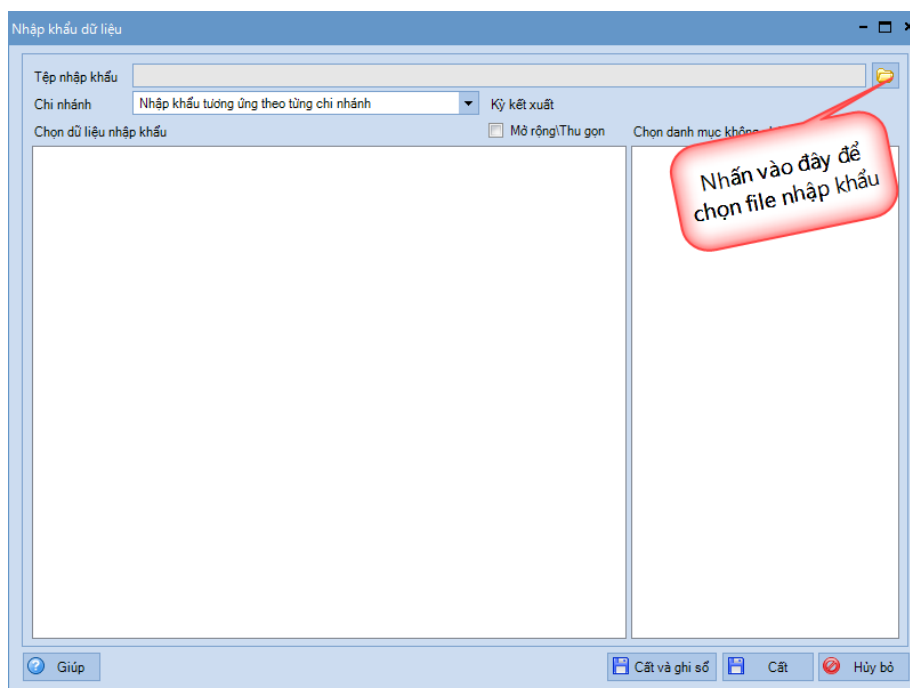 Nhập khẩu dữ liệu
Tệp nhập khẩu
Chi nhánh Nhập khẩu tương ứng theo từng chi nhánh Kỳ kết xuất
Chọn dữ liệu nhập khẩu Mở rộng\Thu gọn Chọn danh mục không
Nhấn vào đây để
chọn file nhập khẩu
Giúp Cất và ghi sổ Cất Hủy bỏ